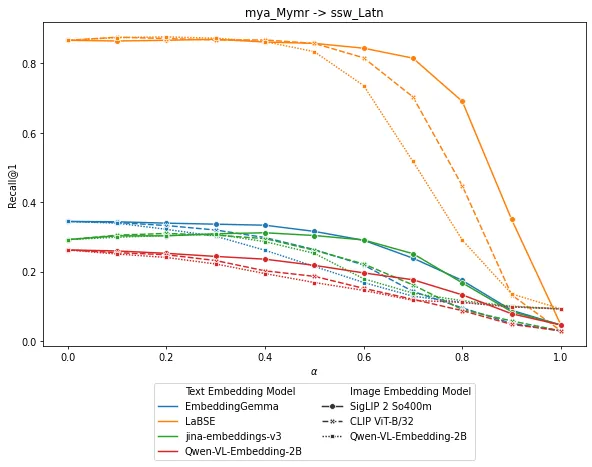 mya_Mymr -> ssw_Latn
Recall@1
0.8
0.6
0.4
0.2
0.0
0.0 0.2 0.4 0.6 0.8 1.0
α
Text Embedding Model Image Embedding Model
EmbeddingGemma SigLIP 2 So400m
LaBSE CLIP ViT-B/32
jina-embeddings-v3 Qwen-VL-Embedding-2B
Qwen-VL-Embedding-2B